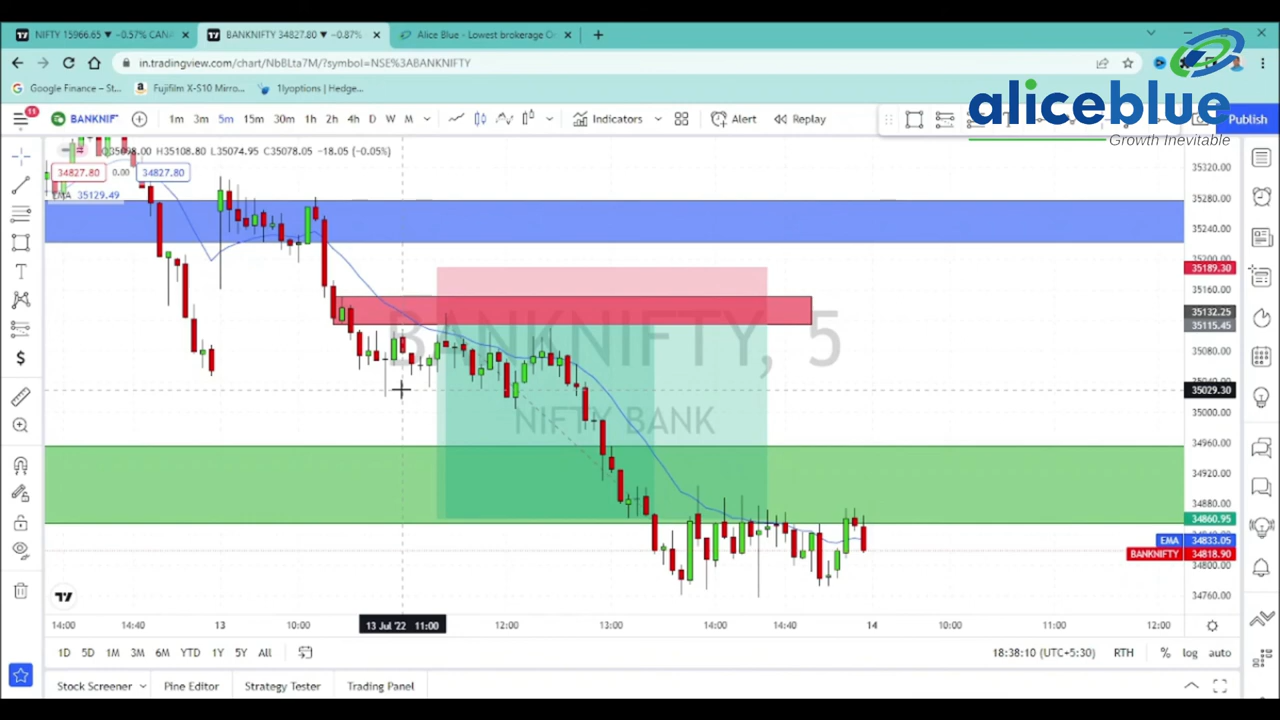 NIFTY 15966.65 ▼ −0.57% CANA
BANKNIFTY 34827.80 ▼ −0.87%
Alice Blue - Lowest brokerage O
in.tradingview.com/chart/NbBLta7M/?symbol=NSE%3ABANKNIFTY
Google Finance – St...
Fujifilm X-S10 Mirro...
1lyoptions | Hedge...
aliceblue
Growth Inevitable
11
BANKNIF
1m 3m 5m 15m 30m 1h 2h 4h D W M
Indicators
Alert
Replay
Publish
H35108.80 L35074.95 C35078.05 −18.05 (−0.05%)
34827.80 0.00 34827.80
EMA 35129.49
BANKNIFTY, 5
NIFTY BANK
35320.00
35280.00
35240.00
35200.00
35189.30
35160.00
35132.25
35115.45
35080.00
35040.00
35029.30
35000.00
34960.00
34920.00
34880.00
34860.95
EMA 34833.05
BANKNIFTY 34818.90
34800.00
34760.00
14:00 14:40 13 10:00 13 Jul '22 11:00 12:00 13:00 14:00 14:40 14 10:00 11:00 12:00
1D 5D 1M 3M 6M YTD 1Y 5Y All
18:38:10 (UTC+5:30) RTH % log auto
Stock Screener Pine Editor Strategy Tester Trading Panel